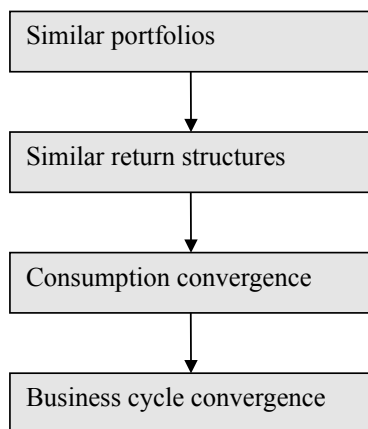 Similar portfolios
Similar return structures
Consumption convergence
Business cycle convergence